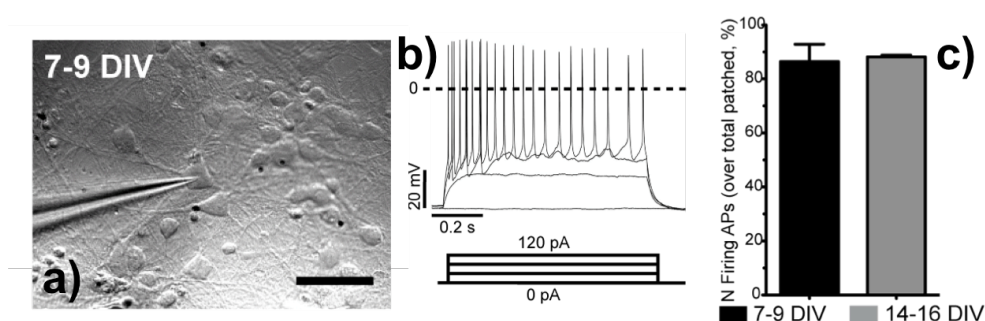 7-9 DIV
a)
b)
0
20 mV
0.2 s
120 pA
0 pA
c)
N Firing APs (over total patched, %)
100
80
60
40
20
0
7-9 DIV
14-16 DIV